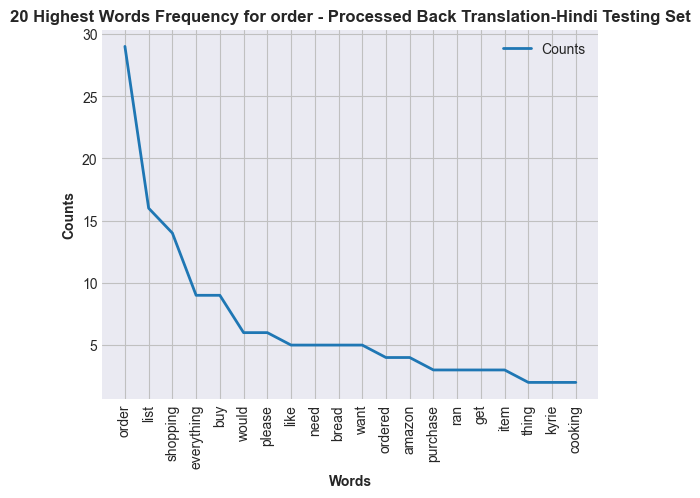 20 Highest Words Frequency for order - Processed Back Translation-Hindi Testing Set
Counts
30
25
20
15
10
5
Counts
order
list
shopping
everything
buy
would
please
like
need
bread
want
ordered
amazon
purchase
ran
get
item
thing
kyrie
cooking
Words